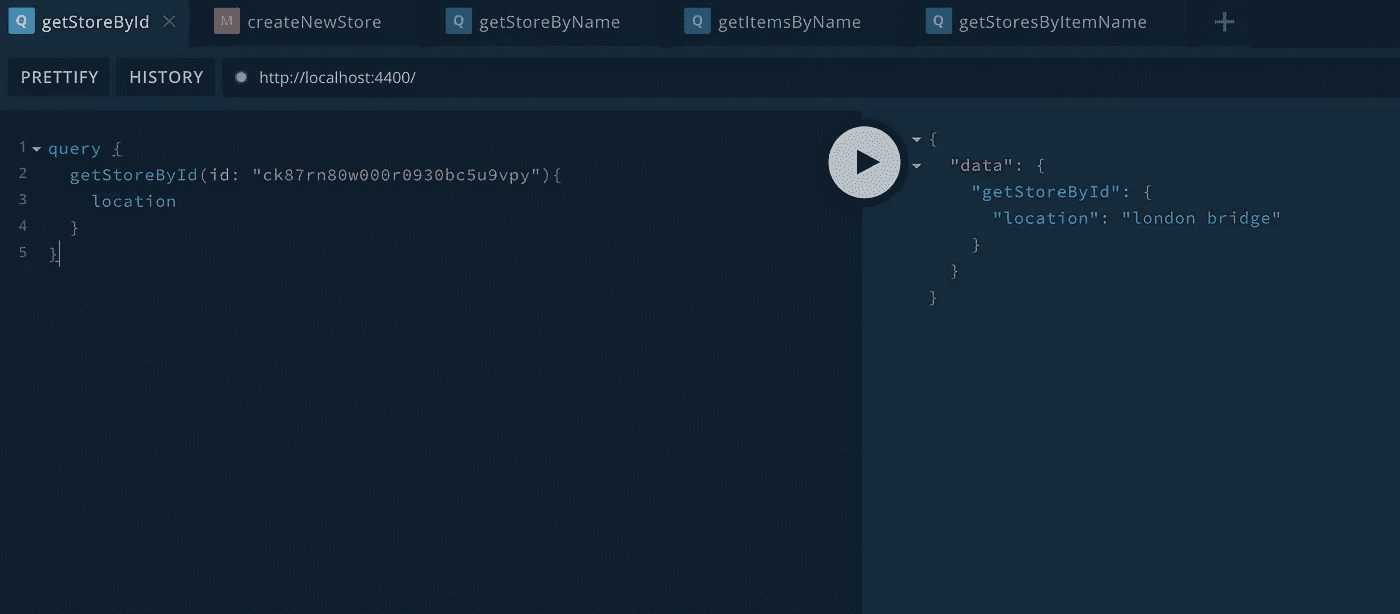 Q getStoreById × M createNewStore Q getStoreByName Q getItemsByName Q getStoresByItemName +
PRETTIFY HISTORY http://localhost:4400/
1 query {
2 getStoreById(id: "ck87rn80w000r0930bc5u9vpy"){
3 location
4 }
5 }
{
"data": {
"getStoreById": {
"location": "london bridge"
}
}
}